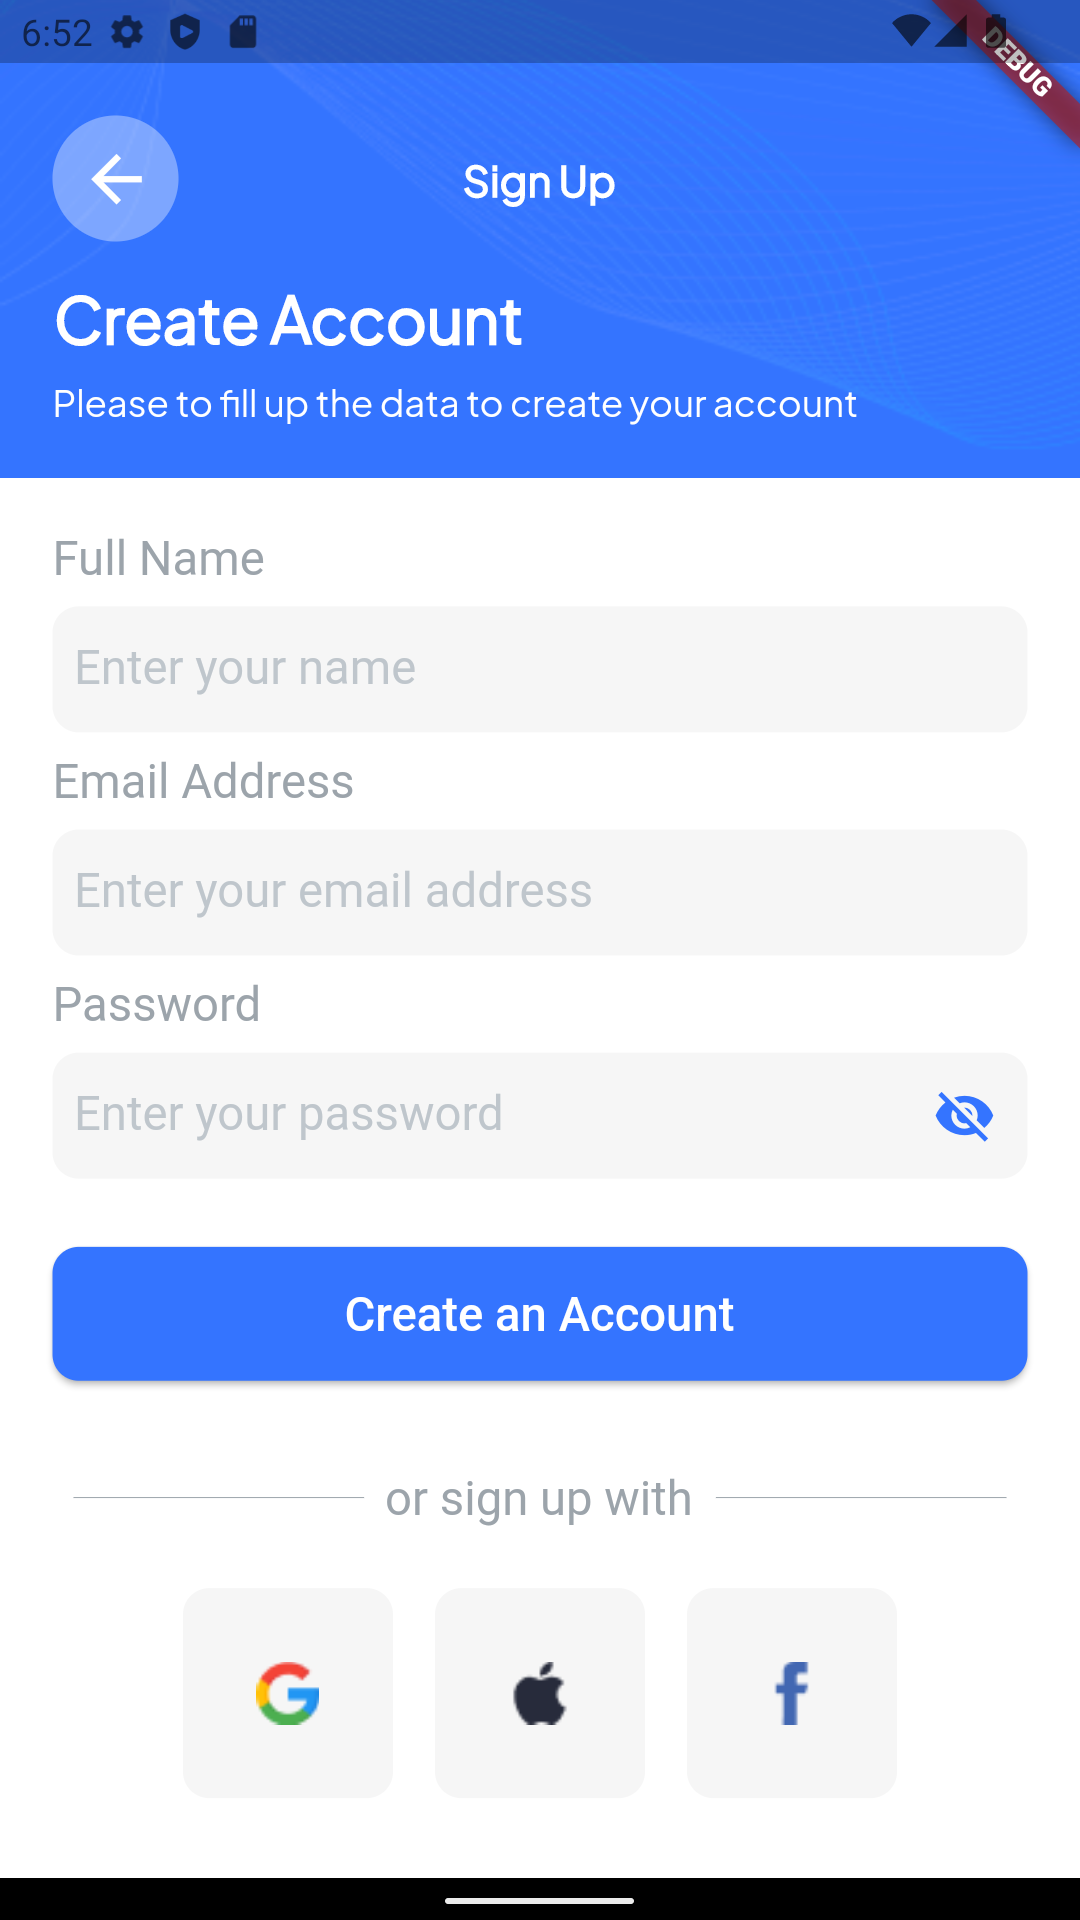 6:52
DEBUG
Sign Up
Create Account
Please to fill up the data to create your account
Full Name
Enter your name
Email Address
Enter your email address
Password
Enter your password
Create an Account
or sign up with